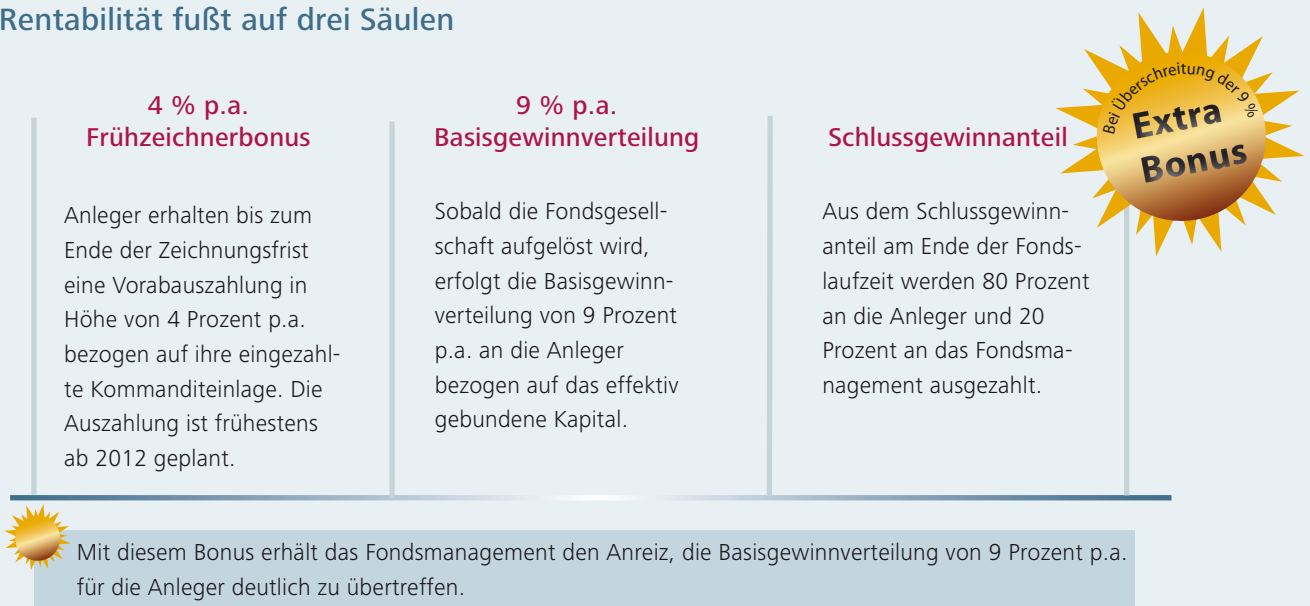 Rentabilität fußt auf drei Säulen
4 % p.a.
Frühzeichnerbonus
Anleger erhalten bis zum
Ende der Zeichnungsfrist
eine Vorabauszahlung in
Höhe von 4 Prozent p.a.
bezogen auf ihre eingezahl-
te Kommanditeinlage. Die
Auszahlung ist frühestens
ab 2012 geplant.
9 % p.a.
Basisgewinnverteilung
Sobald die Fondsgesell-
schaft aufgelöst wird,
erfolgt die Basisgewinn-
verteilung von 9 Prozent
p.a. an die Anleger
bezogen auf das effektiv
gebundene Kapital.
Schlussgewinnanteil
Aus dem Schlussgewinn-
anteil am Ende der Fonds-
laufzeit werden 80 Prozent
an die Anleger und 20
Prozent an das Fondsma-
nagement ausgezahlt.
Bei Überschreitung der 9 %
Extra
Bonus
Mit diesem Bonus erhält das Fondsmanagement den Anreiz, die Basisgewinnverteilung von 9 Prozent p.a.
für die Anleger deutlich zu übertreffen.